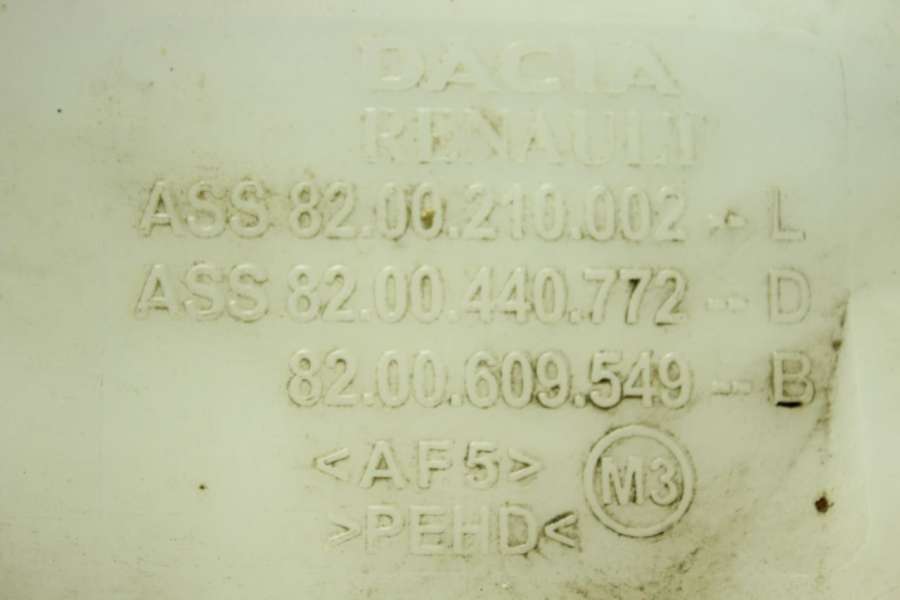 DACIA
RENAULT
ASS 82.00.210.002 -- L
ASS 82.00.440.772 -- D
82.00.609.549 -- B
<AF5> M3
>PEHD<